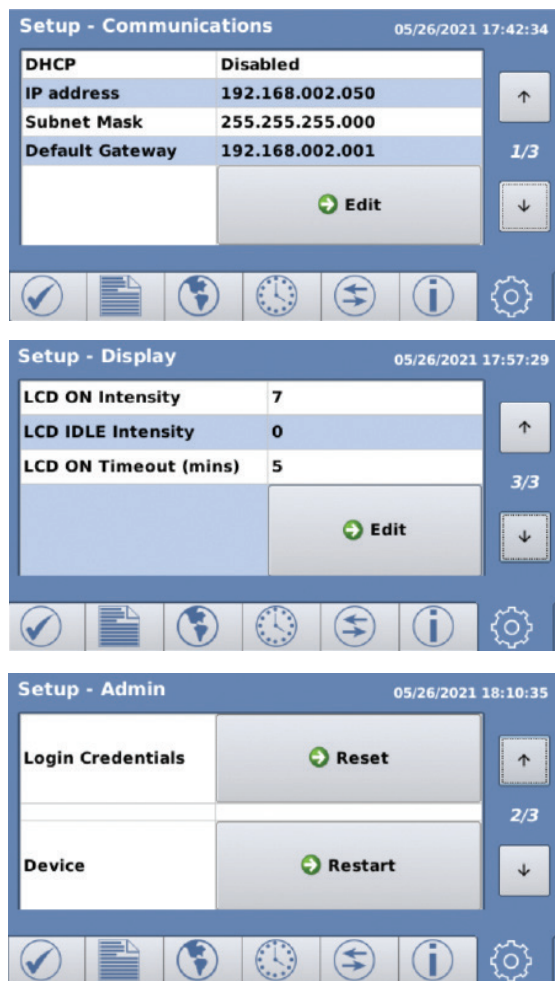 Setup - Communications 05/26/2021 17:42:34
DHCP Disabled
IP address 192.168.002.050
Subnet Mask 255.255.255.000
Default Gateway 192.168.002.001
1/3
Edit
Setup - Display 05/26/2021 17:57:29
LCD ON Intensity 7
LCD IDLE Intensity 0
LCD ON Timeout (mins) 5
3/3
Edit
Setup - Admin 05/26/2021 18:10:35
Login Credentials Reset
2/3
Device Restart